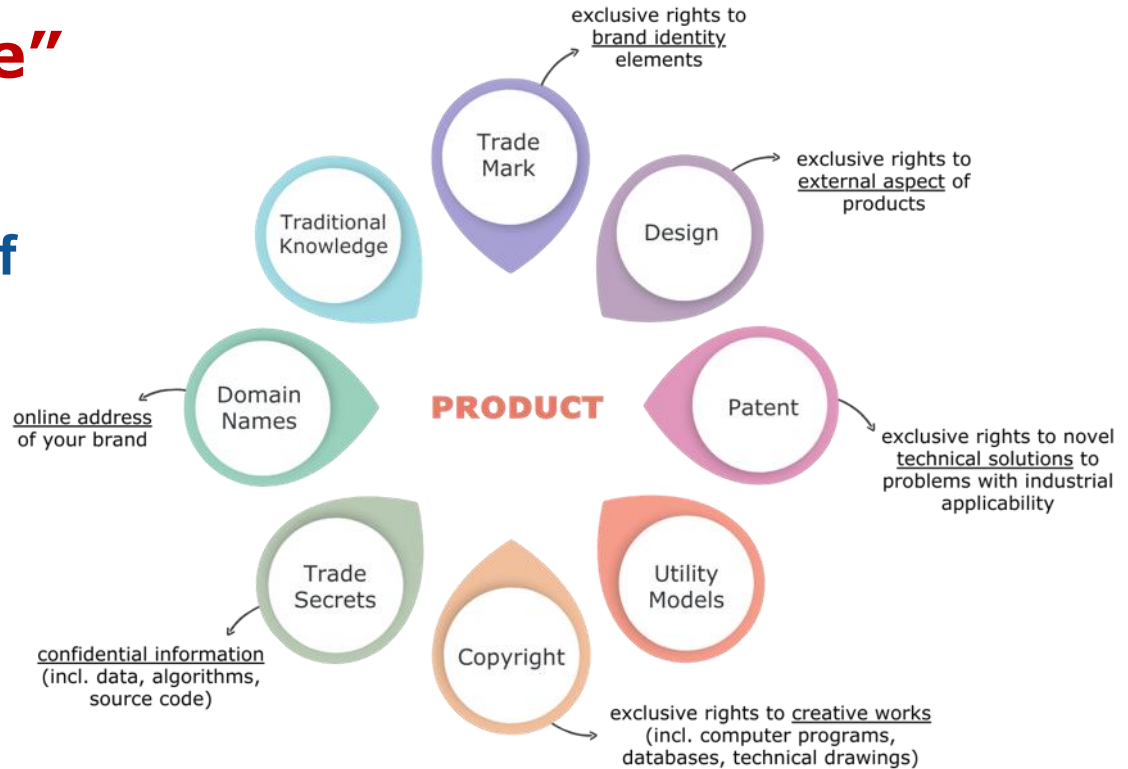 e”
f
exclusive rights to
brand identity
elements
Trade
Mark
exclusive rights to
external aspect of
products
Design
Traditional
Knowledge
Domain
Names
online address
of your brand
PRODUCT
Patent
exclusive rights to novel
technical solutions to
problems with industrial
applicability
Trade
Secrets
confidential information
(incl. data, algorithms,
source code)
Utility
Models
Copyright
exclusive rights to creative works
(incl. computer programs,
databases, technical drawings)